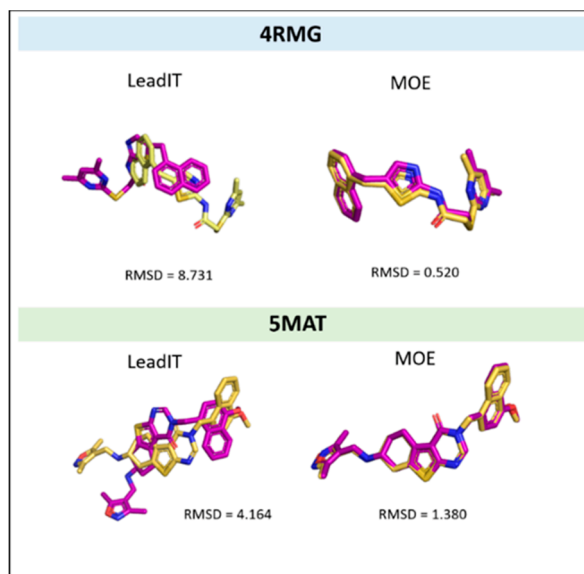 4RMG
LeadIT
MOE
RMSD = 8.731
RMSD = 0.520
5MAT
LeadIT
MOE
RMSD = 4.164
RMSD = 1.380